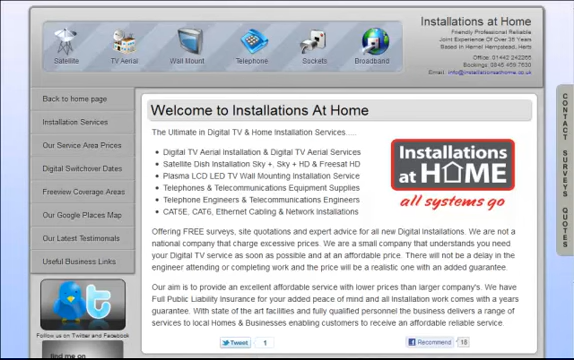 Installations at Home
Friendly Professional Reliable
Joint Experience Of Over 35 Years
Based in Hemel Hempstead, Herts
Office: 01442 242255
Email: info@installationsathome.co.uk
Satellite
TV Aerial
Wall Mount
Telephone
Sockets
Broadband
Back to home page
Installation Services
Our Service Area Prices
Digital Switchover Dates
Freeview Coverage Areas
Our Google Places Map
Our Latest Testimonials
Useful Business Links
Follow us on Twitter and Facebook
find me on
Welcome to Installations At Home
The Ultimate in Digital TV & Home Installation Services....
• Digital TV Aerial Installation & Digital TV Aerial Services
• Satellite Dish Installation Sky +, Sky + HD & Freesat HD
• Plasma LCD LED TV Wall Mounting Installation Service
• Telephones & Telecommunications Equipment Supplies
• Telephone Engineers & Telecommunications Engineers
• CAT5E, CAT6, Ethernet Cabling & Network Installations
Installations
at HOME
all systems go
Offering FREE surveys, site quotations and expert advice for all new Digital Installations. We are not a
national company that charge excessive prices. We are a small company that understands you need
your Digital TV service as soon as possible and at an affordable price. There will not be a delay in the
engineer attending or completing work and the price will be a realistic one with an added guarantee.
Our aim is to provide an excellent affordable service with lower prices than larger company's. We have
Full Public Liability Insurance for your added peace of mind and all Installation work comes with a years
guarantee. With state of the art facilities and fully qualified personnel the business delivers a range of
services to local Homes & Businesses enabling customers to receive an affordable reliable service.
Tweet
1
Recommend
18
CONTACT SURVEYS QUOTES